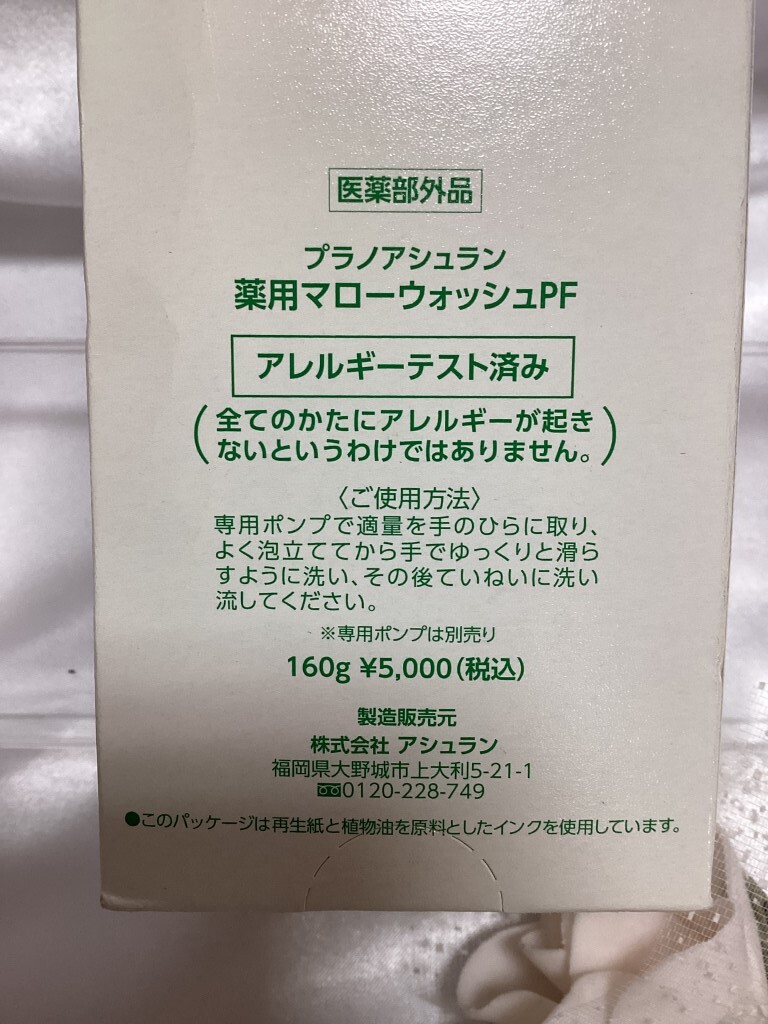 医薬部外品
プラノアシュラン
薬用マローウォッシュPF
アレルギーテスト済み
(全てのかたにアレルギーが起き
ないというわけではありません。)
〈ご使用方法〉
専用ポンプで適量を手のひらに取り、
よく泡立ててから手でゆっくりと滑ら
すように洗い、その後ていねいに洗い
流してください。
※専用ポンプは別売り
160g ¥5,000(税込)
製造販売元
株式会社 アシュラン
福岡県大野城市上大利5-21-1
0120-228-749
●このパッケージは再生紙と植物油を原料としたインクを使用しています。